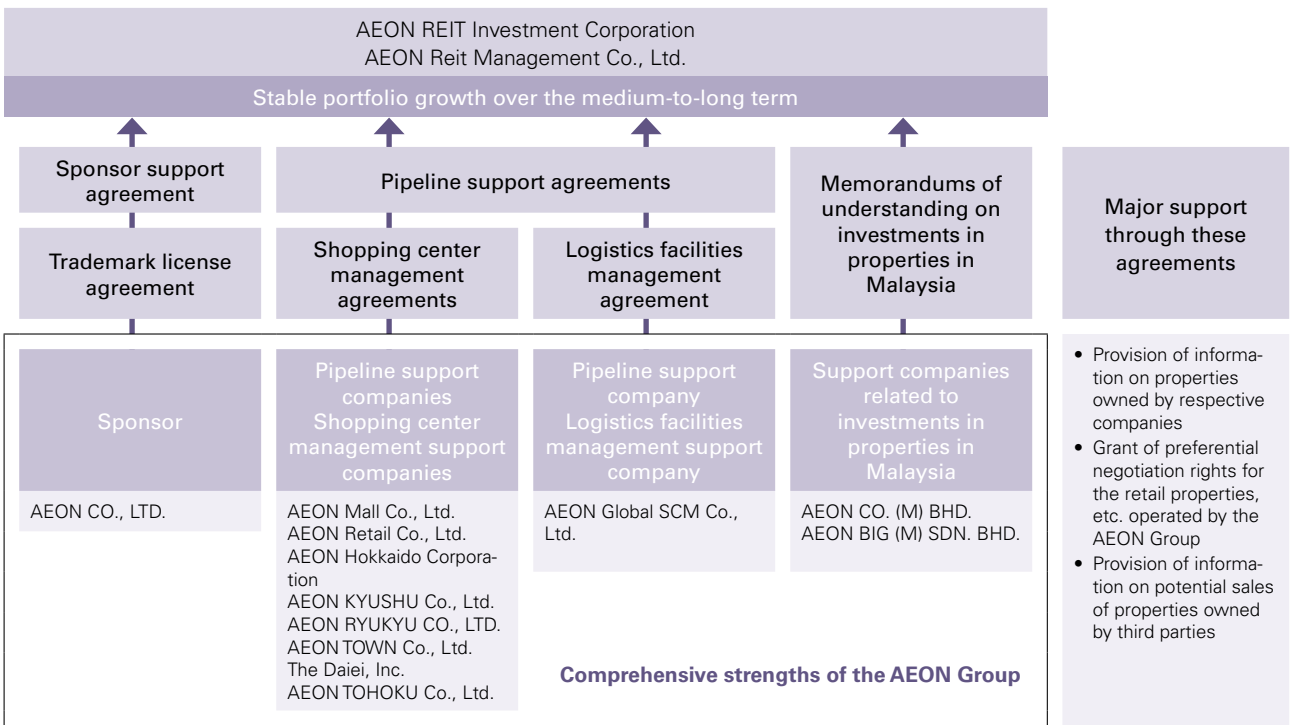 AEON REIT Investment Corporation
AEON Reit Management Co., Ltd.
Stable portfolio growth over the medium-to-long term
Sponsor support
agreement
Pipeline support agreements
Memorandums of
understanding on
investments in
properties in
Malaysia
Major support
through these
agreements
Trademark license
agreement
Shopping center
management
agreements
Logistics facilities
management
agreement
Sponsor
Pipeline support
companies
Shopping center
management support
companies
Pipeline support
company
Logistics facilities
management support
company
Support companies
related to
investments in
properties in
Malaysia
AEON CO., LTD.
AEON Mall Co., Ltd.
AEON Retail Co., Ltd.
AEON Hokkaido Corpora-
tion
AEON KYUSHU Co., Ltd.
AEON RYUKYU CO., LTD.
AEON TOWN Co., Ltd.
The Daiei, Inc.
AEON TOHOKU Co., Ltd.
AEON Global SCM Co.,
Ltd.
AEON CO. (M) BHD.
AEON BIG (M) SDN. BHD.
Comprehensive strengths of the AEON Group
• Provision of informa-
tion on properties
owned by respective
companies
• Grant of preferential
negotiation rights for
the retail properties,
etc. operated by the
AEON Group
• Provision of informa-
tion on potential sales
of properties owned
by third parties